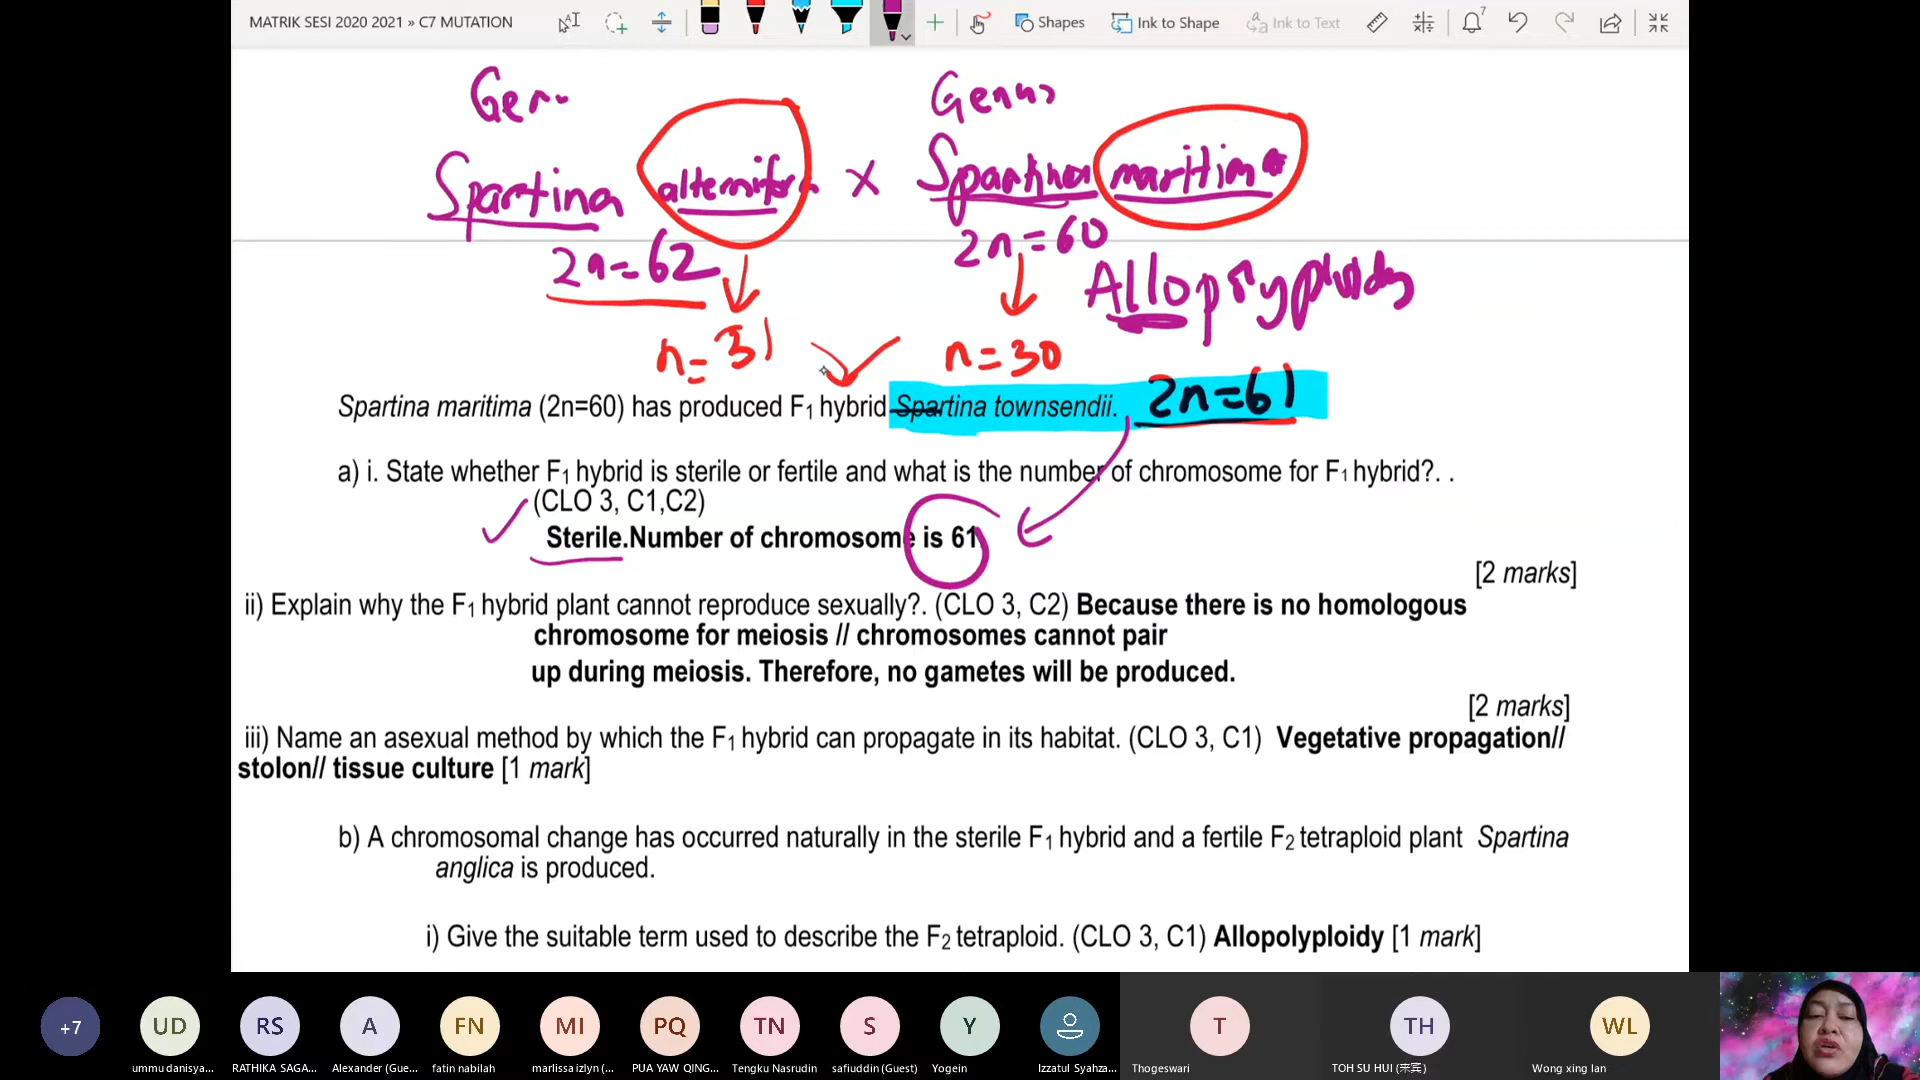 MATRIK SESI 2020 2021 » C7 MUTATION
Shapes
Ink to Shape
Ink to Text
7
Genus
Spartina alterniflora x Spartina maritima
2n=62
2n=60
Allopolyploidy
n=31
n=30
Spartina maritima (2n=60) has produced F1 hybrid Spartina townsendii. 2n=61
a) i. State whether F1 hybrid is sterile or fertile and what is the number of chromosome for F1 hybrid?. .
(CLO 3, C1,C2)
Sterile.Number of chromosome is 61
[2 marks]
ii) Explain why the F1 hybrid plant cannot reproduce sexually?. (CLO 3, C2) Because there is no homologous
chromosome for meiosis // chromosomes cannot pair
up during meiosis. Therefore, no gametes will be produced.
[2 marks]
iii) Name an asexual method by which the F1 hybrid can propagate in its habitat. (CLO 3, C1) Vegetative propagation//
stolon// tissue culture [1 mark]
b) A chromosomal change has occurred naturally in the sterile F1 hybrid and a fertile F2 tetraploid plant Spartina
anglica is produced.
i) Give the suitable term used to describe the F2 tetraploid. (CLO 3, C1) Allopolyploidy [1 mark]
+7 UD RS A FN MI PQ TN S Y T TH WL
ummu danisya... RATHIKA SAGA... Alexander (Gue... fatin nabilah marlissa izlyn (... PUA YAW QING... Tengku Nasrudin safiuddin (Guest) Yogein Izzatul Syahza... Thogeswari TOH SU HUI (束宾) Wong xing lan